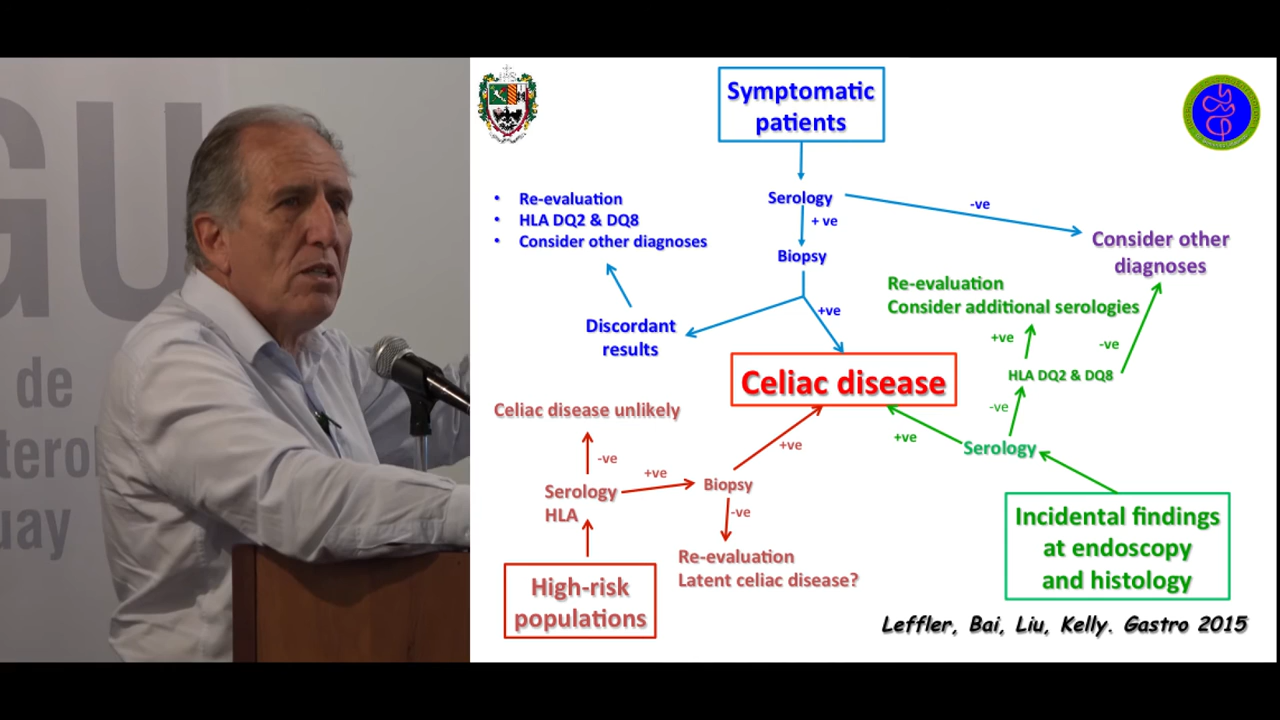 GU
de
terol
uay
Symptomatic
patients
Serology
-ve
+ ve
• Re-evaluation
• HLA DQ2 & DQ8
• Consider other diagnoses
Biopsy
Consider other
diagnoses
+ve
Discordant
results
Re-evaluation
Consider additional serologies
+ve
-ve
HLA DQ2 & DQ8
-ve
Celiac disease
+ve
Serology
Incidental findings
at endoscopy
and histology
Celiac disease unlikely
-ve
+ve
+ve
Serology
HLA
Biopsy
-ve
Re-evaluation
Latent celiac disease?
High-risk
populations
Leffler, Bai, Liu, Kelly. Gastro 2015